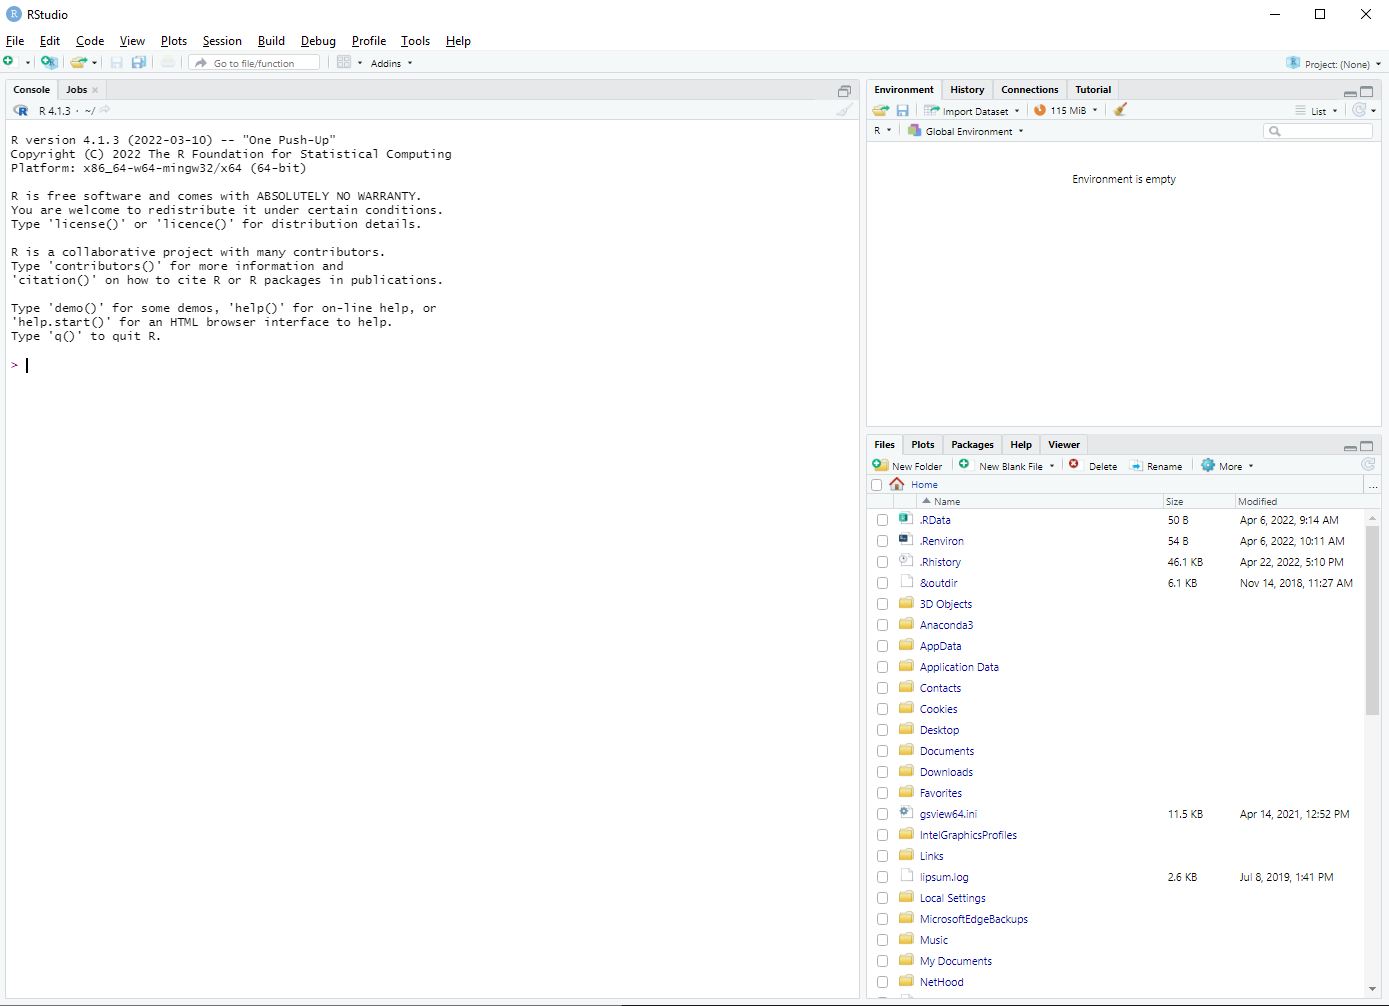 RStudio
File Edit Code View Plots Session Build Debug Profile Tools Help
Go to file/function Addins Project: (None)
Console Jobs
R 4.1.3 · ~/
R version 4.1.3 (2022-03-10) -- "One Push-Up"
Copyright (C) 2022 The R Foundation for Statistical Computing
Platform: x86_64-w64-mingw32/x64 (64-bit)
R is free software and comes with ABSOLUTELY NO WARRANTY.
You are welcome to redistribute it under certain conditions.
Type 'license()' or 'licence()' for distribution details.
R is a collaborative project with many contributors.
Type 'contributors()' for more information and
'citation()' on how to cite R or R packages in publications.
Type 'demo()' for some demos, 'help()' for on-line help, or
'help.start()' for an HTML browser interface to help.
Type 'q()' to quit R.
>
Environment History Connections Tutorial
Import Dataset 115 MiB List
R Global Environment
Environment is empty
Files Plots Packages Help Viewer
New Folder New Blank File Delete Rename More
Home ...
Name Size Modified
.RData 50 B Apr 6, 2022, 9:14 AM
.Renviron 54 B Apr 6, 2022, 10:11 AM
.Rhistory 46.1 KB Apr 22, 2022, 5:10 PM
&outdir 6.1 KB Nov 14, 2018, 11:27 AM
3D Objects
Anaconda3
AppData
Application Data
Contacts
Cookies
Desktop
Documents
Downloads
Favorites
gsview64.ini 11.5 KB Apr 14, 2021, 12:52 PM
IntelGraphicsProfiles
Links
lipsum.log 2.6 KB Jul 8, 2019, 1:41 PM
Local Settings
MicrosoftEdgeBackups
Music
My Documents
NetHood